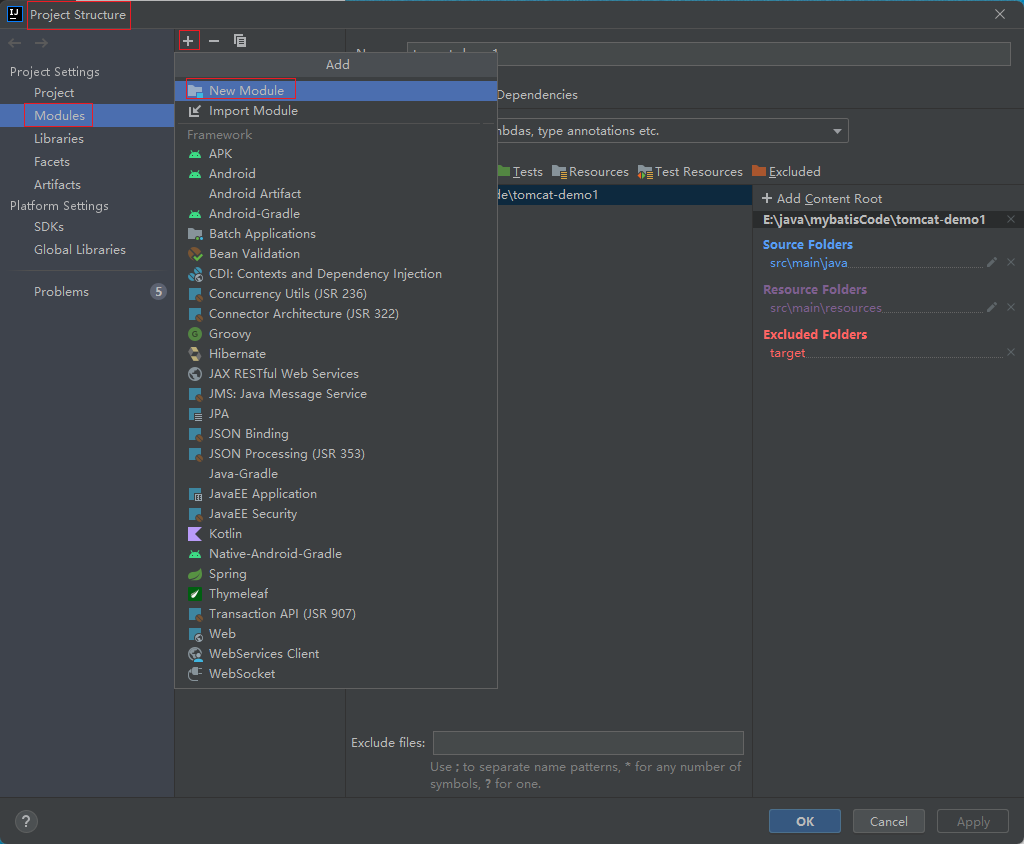 Project Structure
Project Settings
Project
Modules
Libraries
Facets
Artifacts
Platform Settings
SDKs
Global Libraries
Problems 5
Add
New Module
Import Module
Framework
APK
Android
Android Artifact
Android-Gradle
Batch Applications
Bean Validation
CDI: Contexts and Dependency Injection
Concurrency Utils (JSR 236)
Connector Architecture (JSR 322)
Groovy
Hibernate
JAX RESTful Web Services
JMS: Java Message Service
JPA
JSON Binding
JSON Processing (JSR 353)
Java-Gradle
JavaEE Application
JavaEE Security
Kotlin
Native-Android-Gradle
Spring
Thymeleaf
Transaction API (JSR 907)
Web
WebServices Client
WebSocket
Dependencies
type annotations etc.
Tests Resources Test Resources Excluded
\tomcat-demo1
+ Add Content Root
E:\java\mybatisCode\tomcat-demo1
Source Folders
src\main\java
Resource Folders
src\main\resources
Excluded Folders
target
Exclude files:
Use ; to separate name patterns, * for any number of
symbols, ? for one.
?
OK Cancel Apply